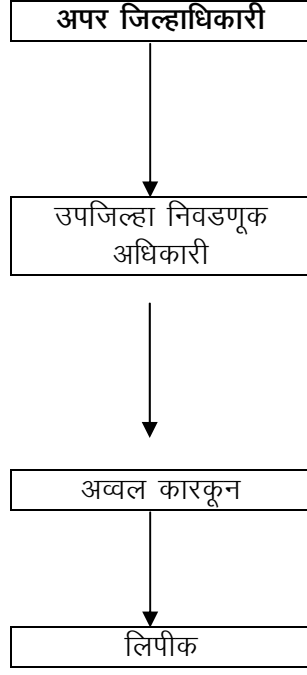 अपर जिल्हाधिकारी
उपजिल्हा निवडणूक
अधिकारी
अव्वल कारकून
लिपीक